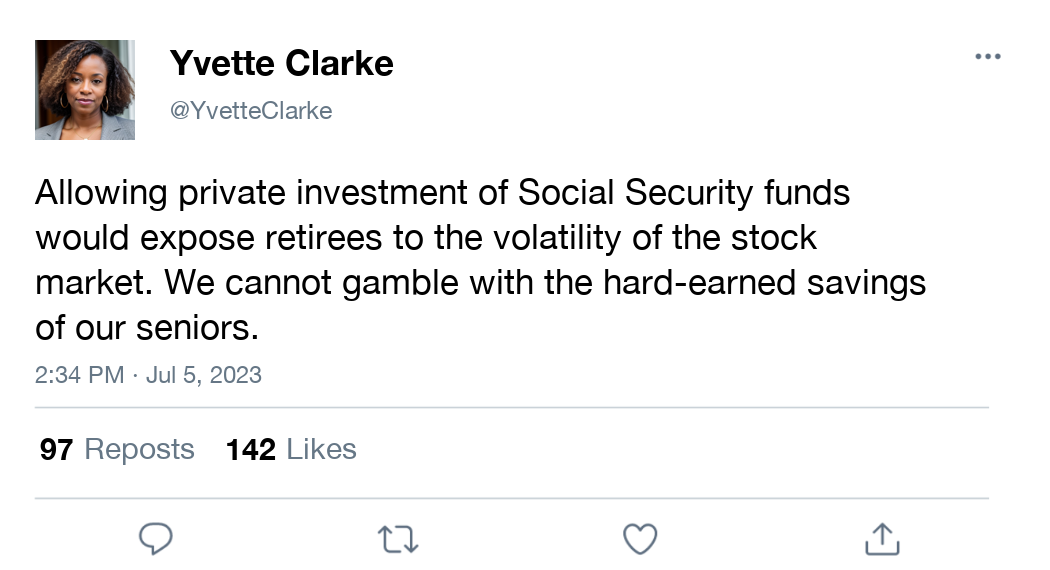 Yvette Clarke
@YvetteClarke
Allowing private investment of Social Security funds
would expose retirees to the volatility of the stock
market. We cannot gamble with the hard-earned savings
of our seniors.
2:34 PM · Jul 5, 2023
97 Reposts 142 Likes